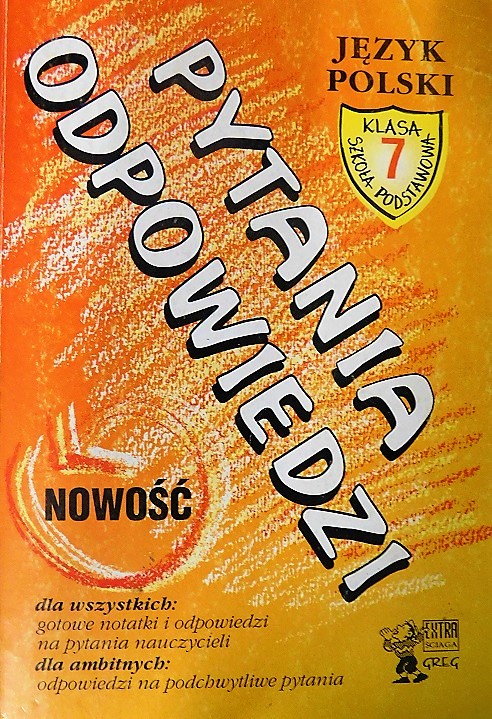 JĘZYK
POLSKI
KLASA
7
SZKOŁA PODSTAWOWA
PYTANIA
ODPOWIEDZI
NOWOŚĆ
dla wszystkich:
gotowe notatki i odpowiedzi
na pytania nauczycieli
dla ambitnych:
odpowiedzi na podchwytliwe pytania
EXTRA
ŚCIĄGA
GREG